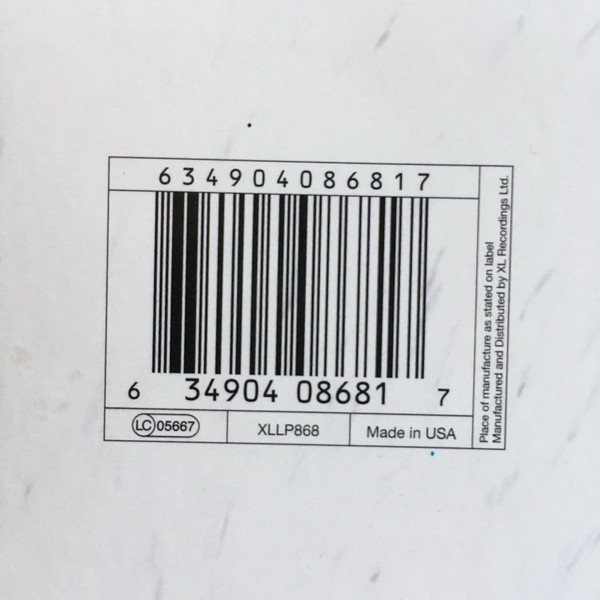 634904086817
6 34904 08681 7
LC 05667
XLLP868
Made in USA
Place of manufacture as stated on label
Manufactured and Distributed by XL Recordings Ltd.